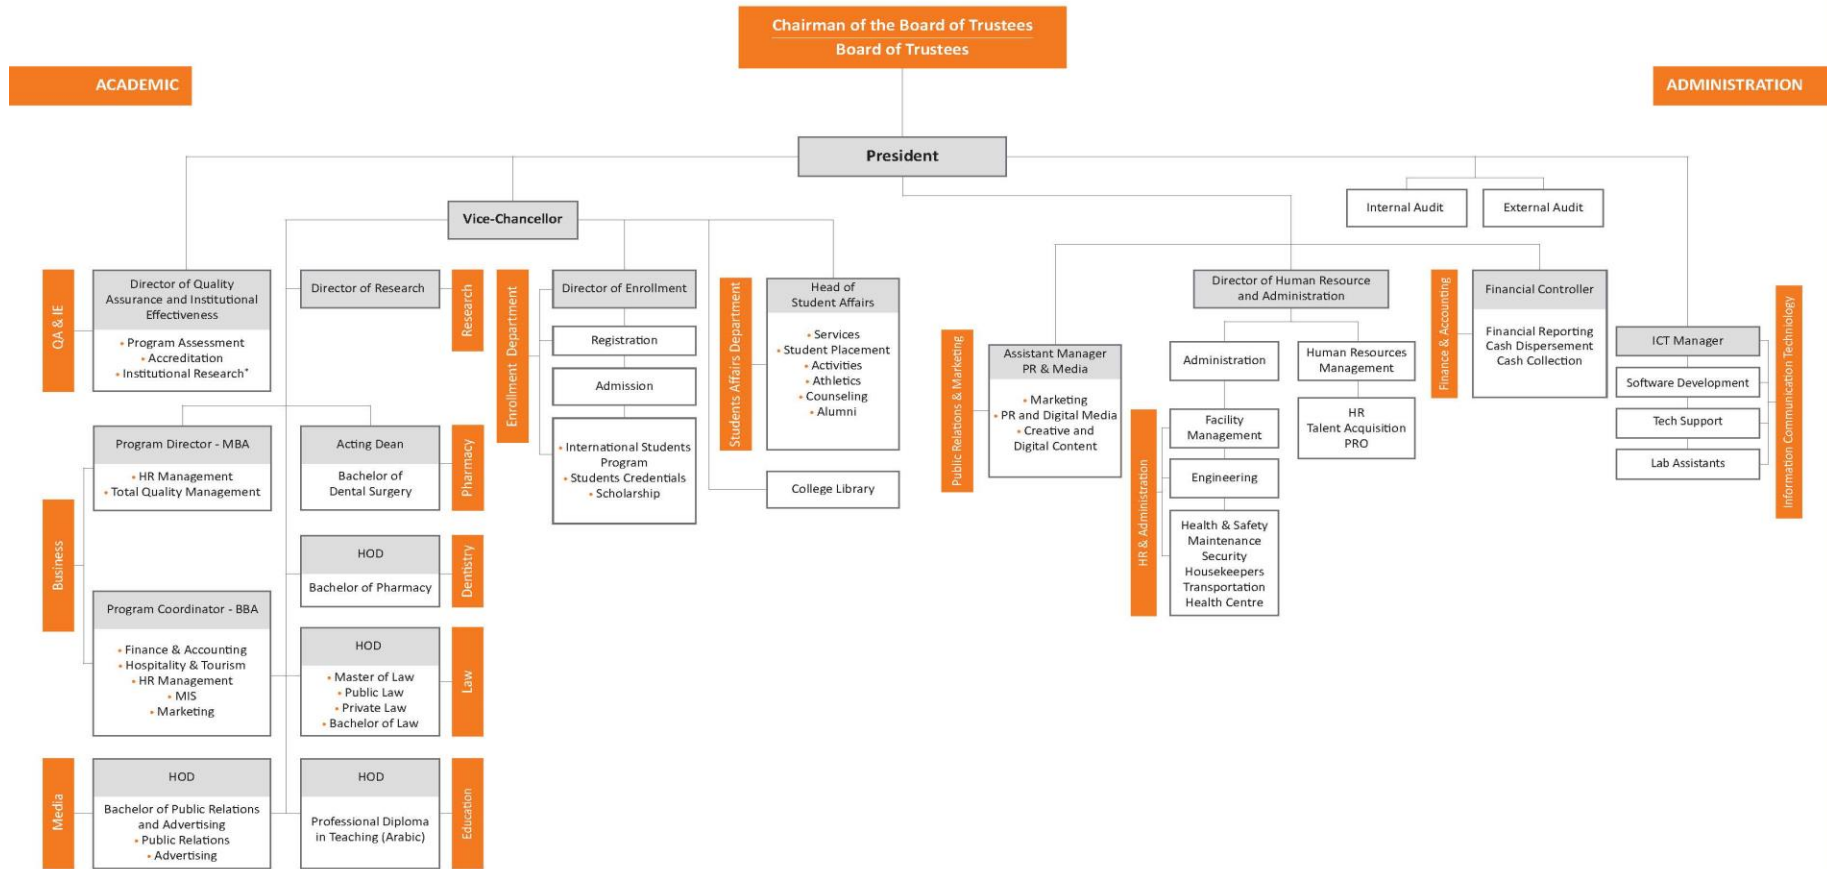 Chairman of the Board of Trustees
Board of Trustees
ACADEMIC
ADMINISTRATION
President
Internal Audit
External Audit
Vice-Chancellor
QA & IE
Director of Quality
Assurance and Institutional
Effectiveness
• Program Assessment
• Accreditation
• Institutional Research*
Director of Research
Research
Enrollment Department
Director of Enrollment
Registration
Admission
• International Students
Program
• Students Credentials
• Scholarship
Students Affairs Department
Head of
Student Affairs
• Services
• Student Placement
• Activities
• Athletics
• Counseling
• Alumni
College Library
Public Relations & Marketing
Assistant Manager
PR & Media
• Marketing
• PR and Digital Media
• Creative and
Digital Content
Director of Human Resource
and Administration
Administration
Human Resources
Management
HR & Administration
Facility
Management
Engineering
Health & Safety
Maintenance
Security
Housekeepers
Transportation
Health Centre
HR
Talent Acquisition
PRO
Finance & Accounting
Financial Controller
Financial Reporting
Cash Dispersement
Cash Collection
ICT Manager
Software Development
Tech Support
Lab Assistants
Information Communication Techniology
Business
Program Director - MBA
• HR Management
• Total Quality Management
Acting Dean
Bachelor of
Dental Surgery
Pharmacy
HOD
Bachelor of Pharmacy
Dentistry
Program Coordinator - BBA
• Finance & Accounting
• Hospitality & Tourism
• HR Management
• MIS
• Marketing
HOD
• Master of Law
• Public Law
• Private Law
• Bachelor of Law
Law
Media
HOD
Bachelor of Public Relations
and Advertising
• Public Relations
• Advertising
HOD
Professional Diploma
in Teaching (Arabic)
Education